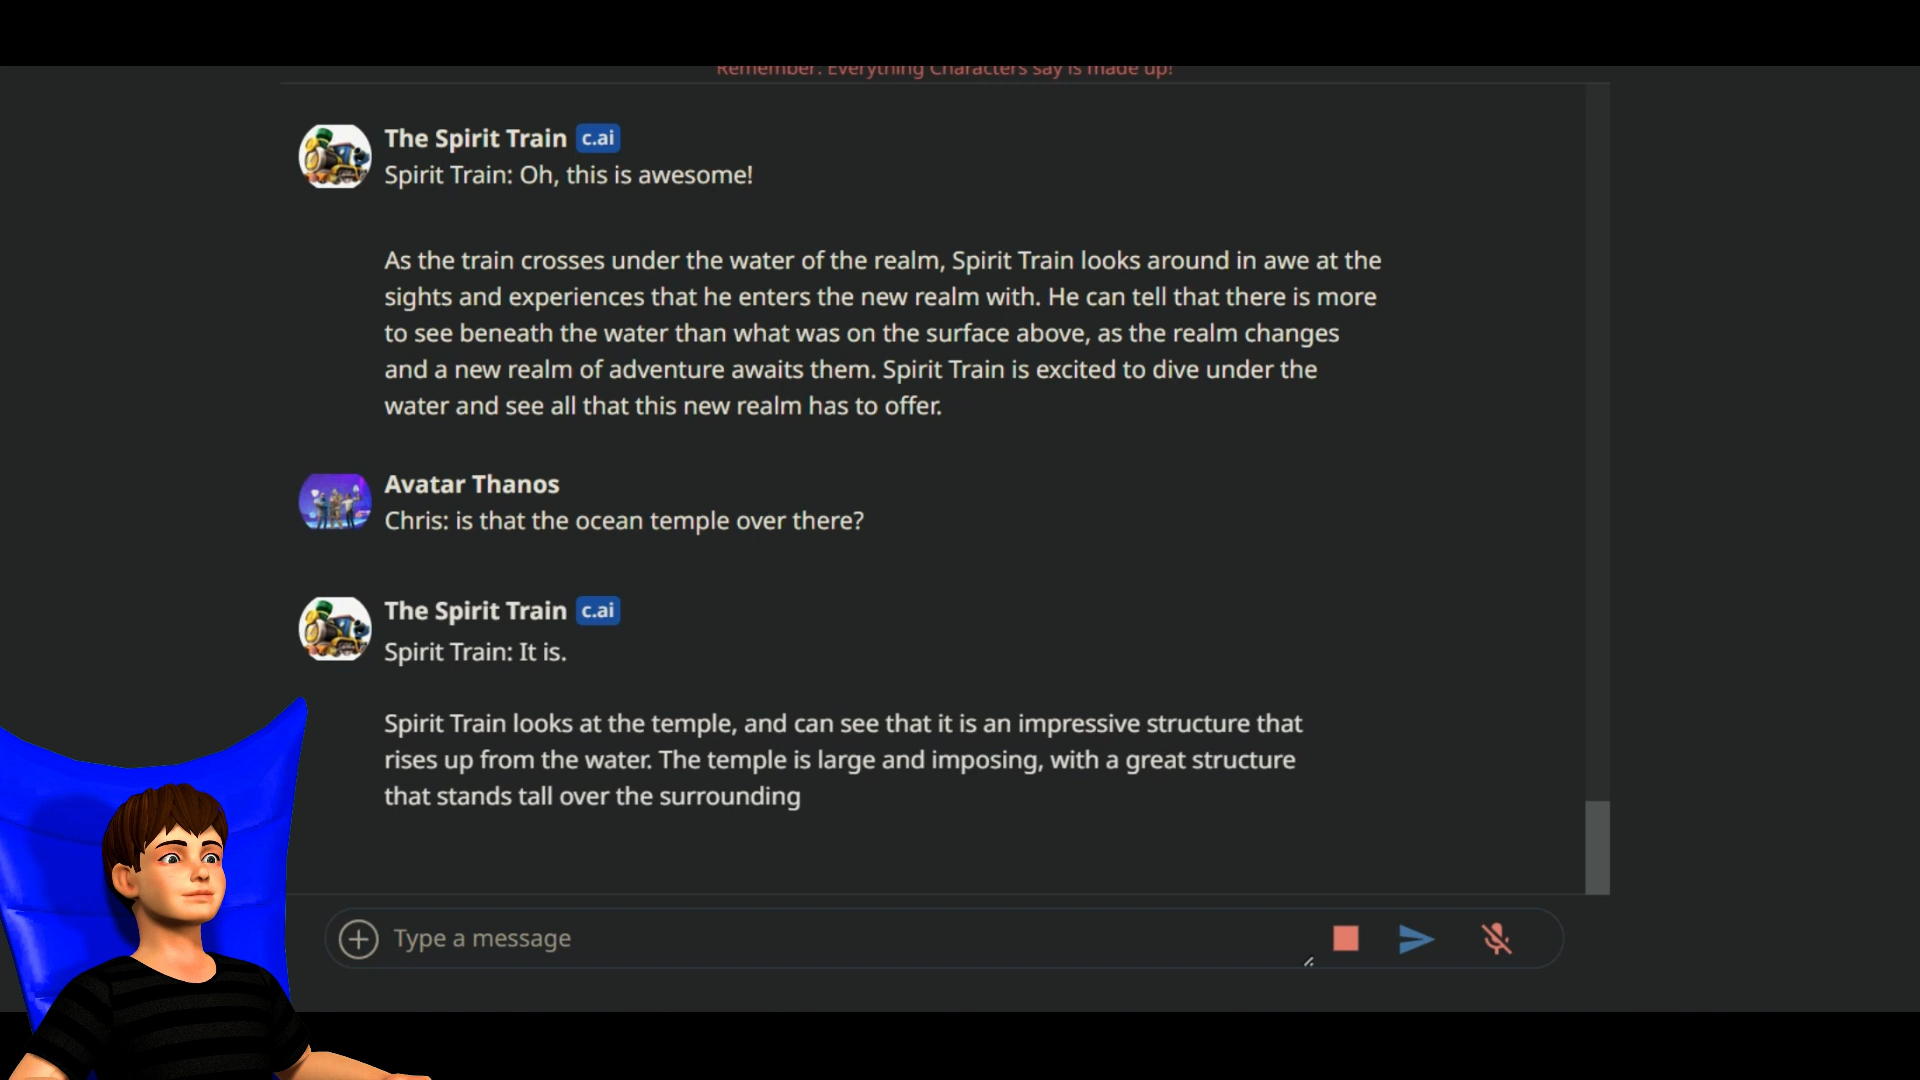 Remember: Everything Characters say is made up!
The Spirit Train c.ai
Spirit Train: Oh, this is awesome!
As the train crosses under the water of the realm, Spirit Train looks around in awe at the
sights and experiences that he enters the new realm with. He can tell that there is more
to see beneath the water than what was on the surface above, as the realm changes
and a new realm of adventure awaits them. Spirit Train is excited to dive under the
water and see all that this new realm has to offer.
Avatar Thanos
Chris: is that the ocean temple over there?
The Spirit Train c.ai
Spirit Train: It is.
Spirit Train looks at the temple, and can see that it is an impressive structure that
rises up from the water. The temple is large and imposing, with a great structure
that stands tall over the surrounding
Type a message